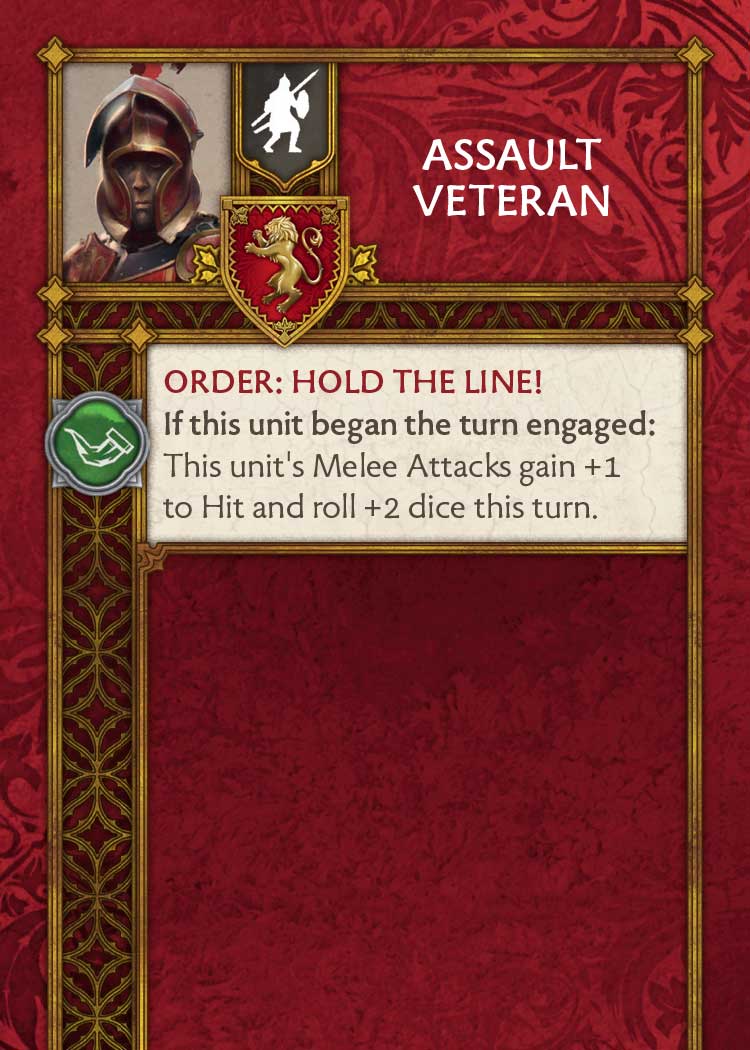 ASSAULT
VETERAN
ORDER: HOLD THE LINE!
If this unit began the turn engaged:
This unit's Melee Attacks gain +1
to Hit and roll +2 dice this turn.